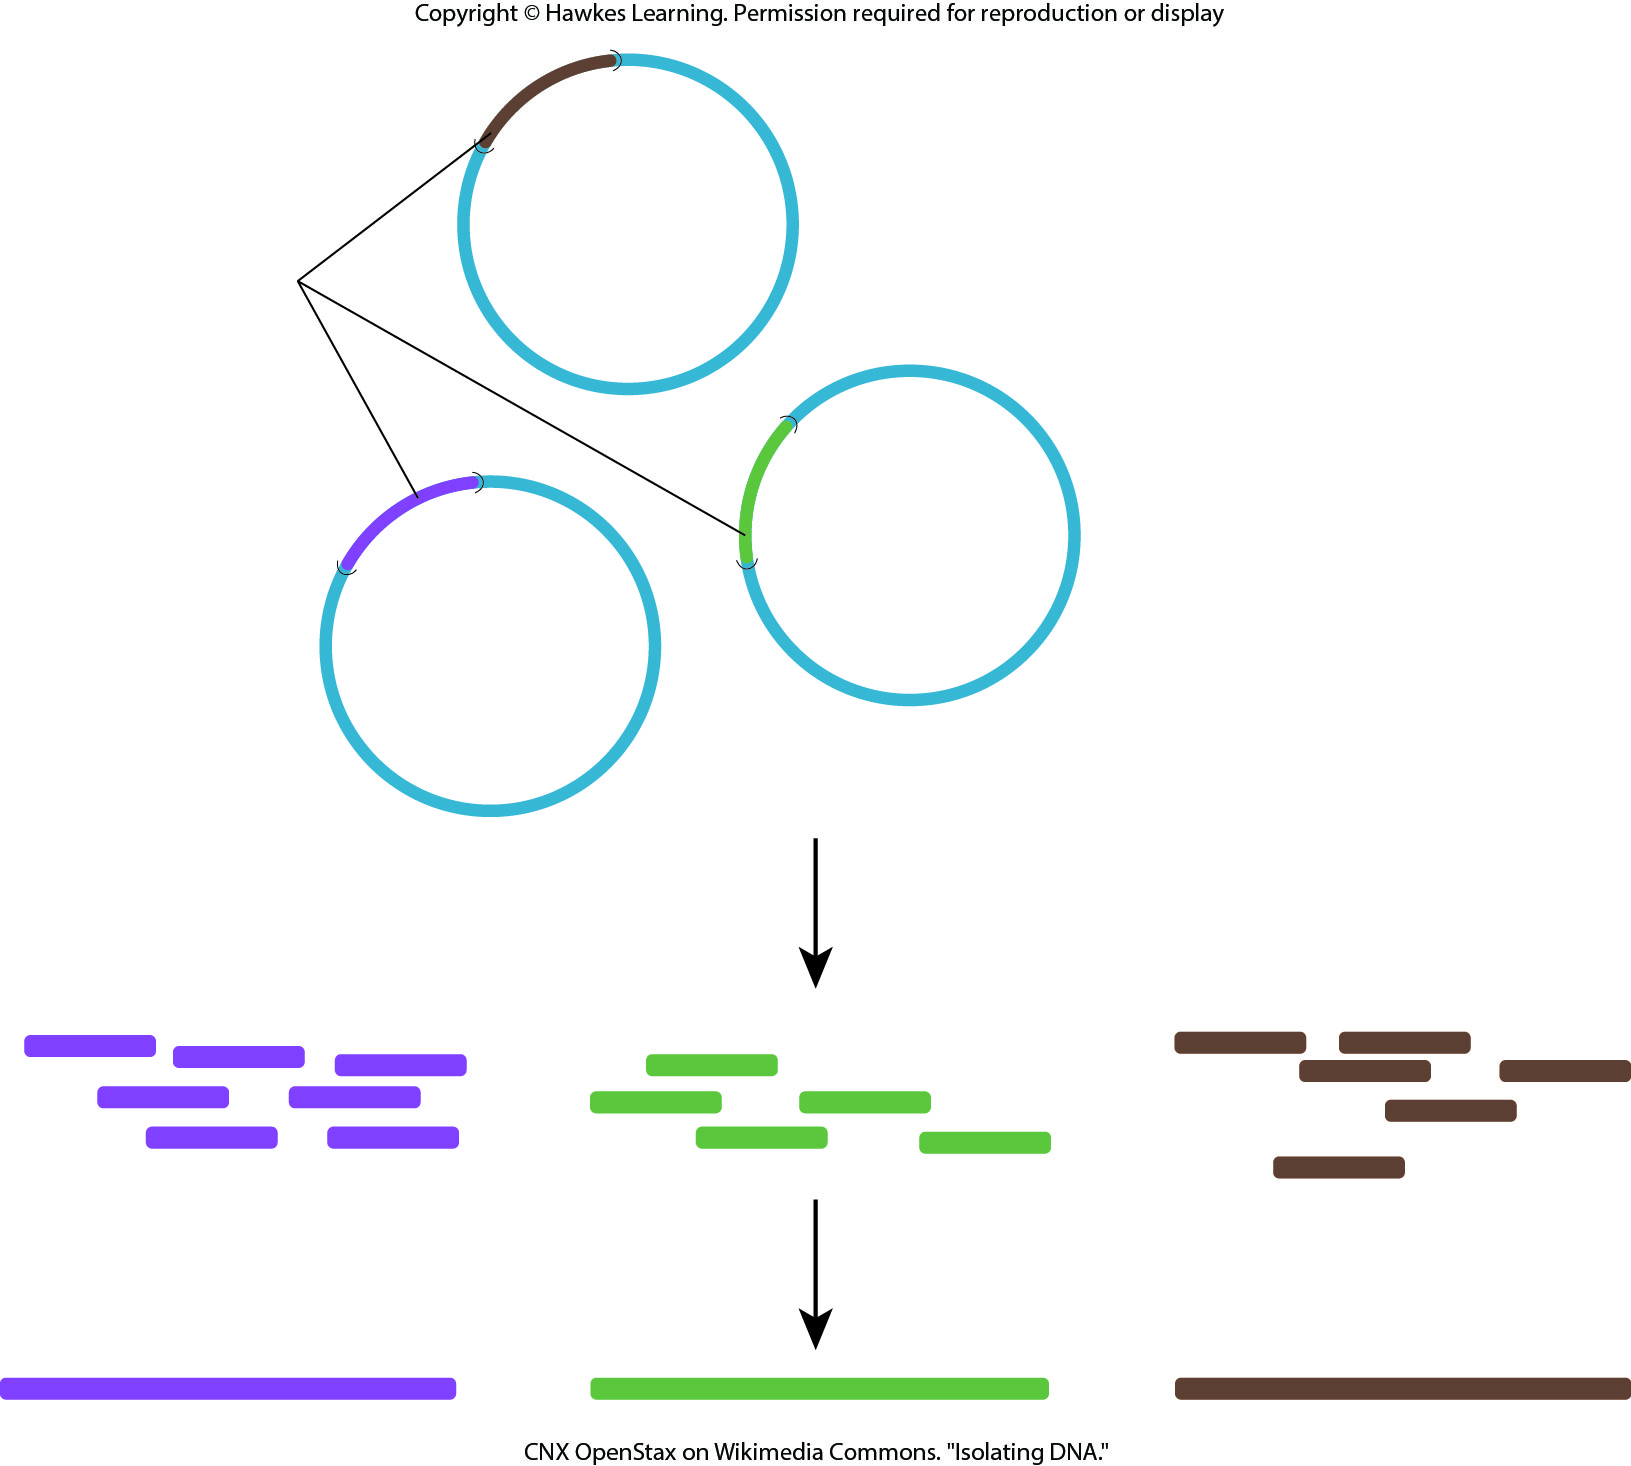 Copyright © Hawkes Learning. Permission required for reproduction or display
CNX OpenStax on Wikimedia Commons. "Isolating DNA."